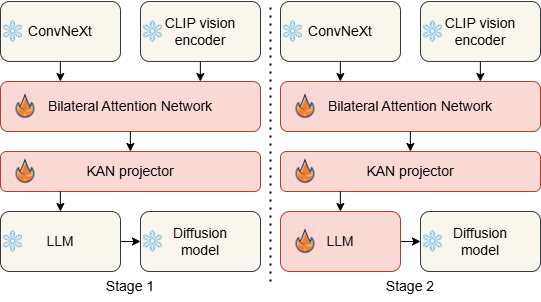 ConvNeXt
CLIP vision
encoder
Bilateral Attention Network
KAN projector
LLM
Diffusion
model
Stage 1
ConvNeXt
CLIP vision
encoder
Bilateral Attention Network
KAN projector
LLM
Diffusion
model
Stage 2